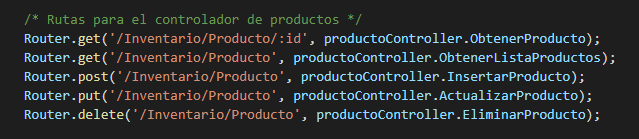 /* Rutas para el controlador de productos */
Router.get('/Inventario/Producto/:id', productoController.ObtenerProducto);
Router.get('/Inventario/Producto', productoController.ObtenerListaProductos);
Router.post('/Inventario/Producto', productoController.InsertarProducto);
Router.put('/Inventario/Producto', productoController.ActualizarProducto);
Router.delete('/Inventario/Producto', productoController.EliminarProducto);